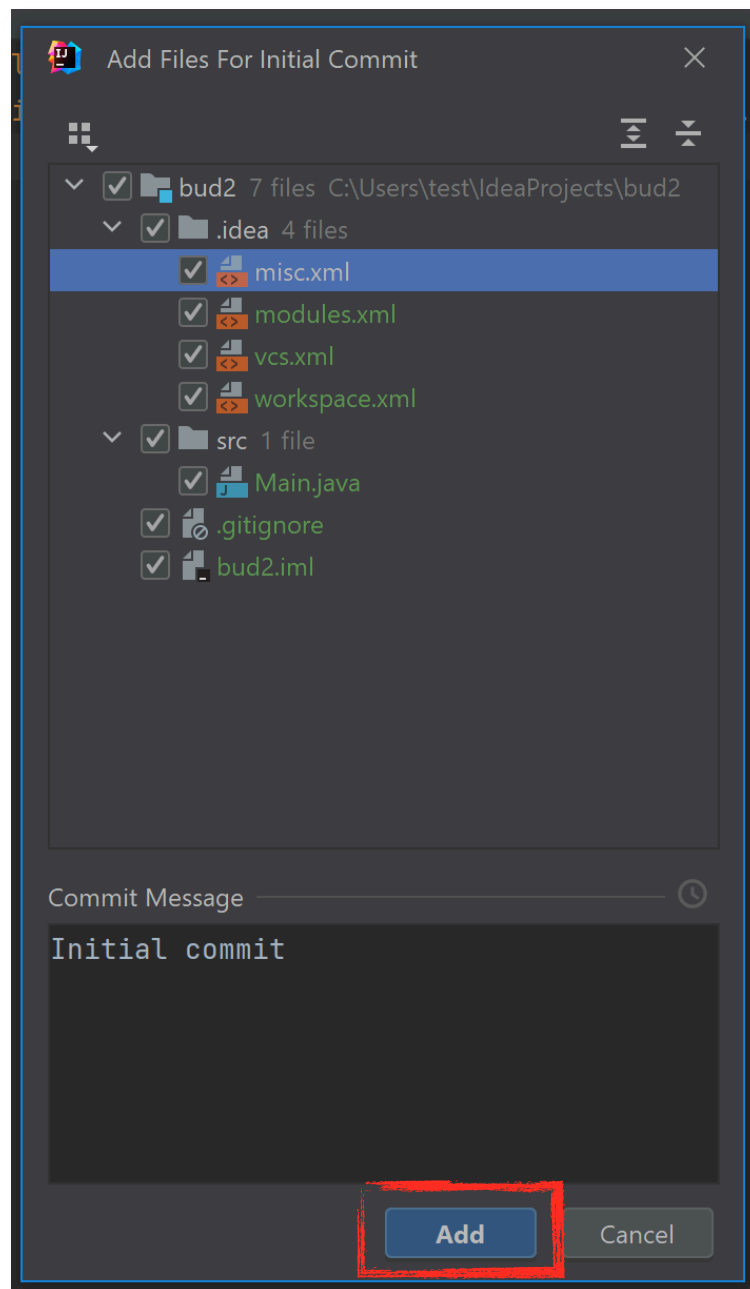 Add Files For Initial Commit
bud2 7 files C:\Users\test\IdeaProjects\bud2
.idea 4 files
misc.xml
modules.xml
vcs.xml
workspace.xml
src 1 file
Main.java
.gitignore
bud2.iml
Commit Message
Initial commit
Add Cancel